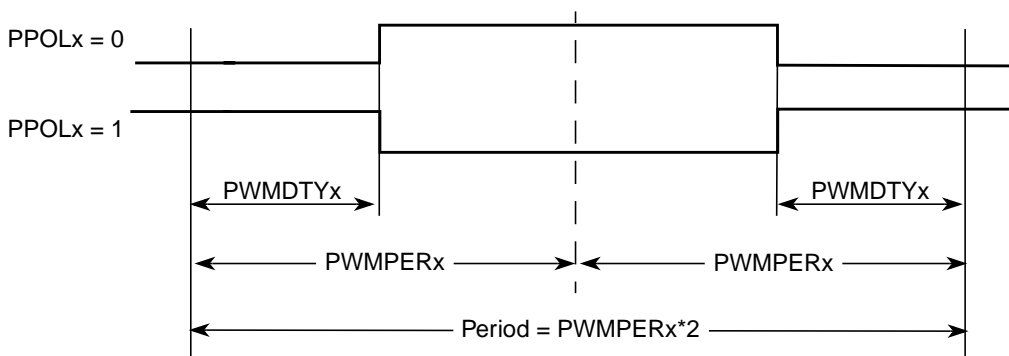 PPOLx = 0
PPOLx = 1
PWMDTYx
PWMDTYx
PWMPERx
PWMPERx
Period = PWMPERx*2